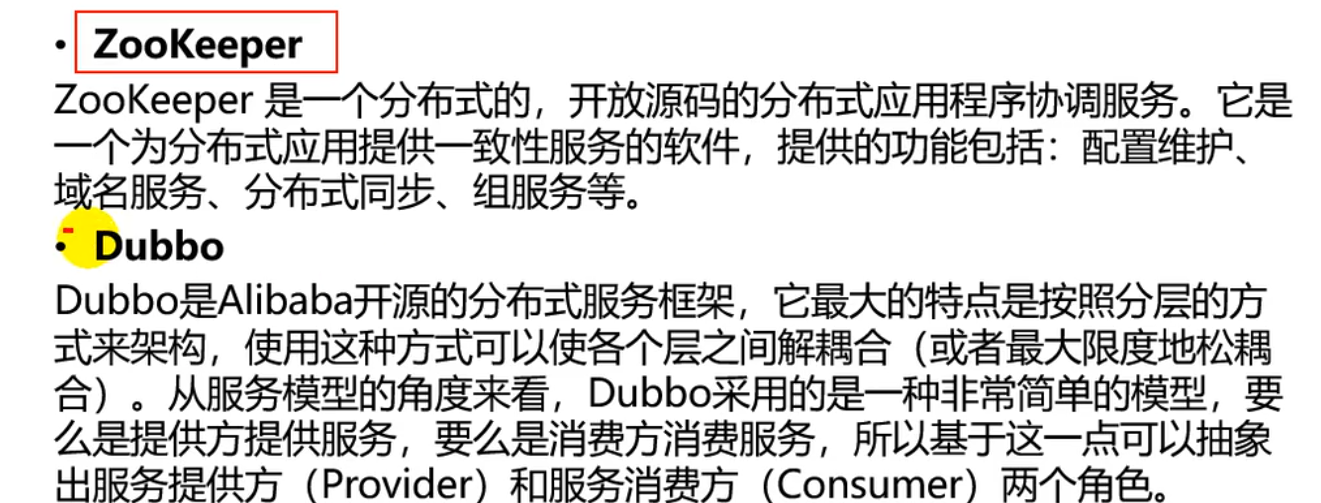 • ZooKeeper
ZooKeeper 是一个分布式的，开放源码的分布式应用程序协调服务。它是
一个为分布式应用提供一致性服务的软件，提供的功能包括：配置维护、
域名服务、分布式同步、组服务等。
• Dubbo
Dubbo是Alibaba开源的分布式服务框架，它最大的特点是按照分层的方
式来架构，使用这种方式可以使各个层之间解耦合（或者最大限度地松耦
合）。从服务模型的角度来看，Dubbo采用的是一种非常简单的模型，要
么是提供方提供服务，要么是消费方消费服务，所以基于这一点可以抽象
出服务提供方（Provider）和服务消费方（Consumer）两个角色。